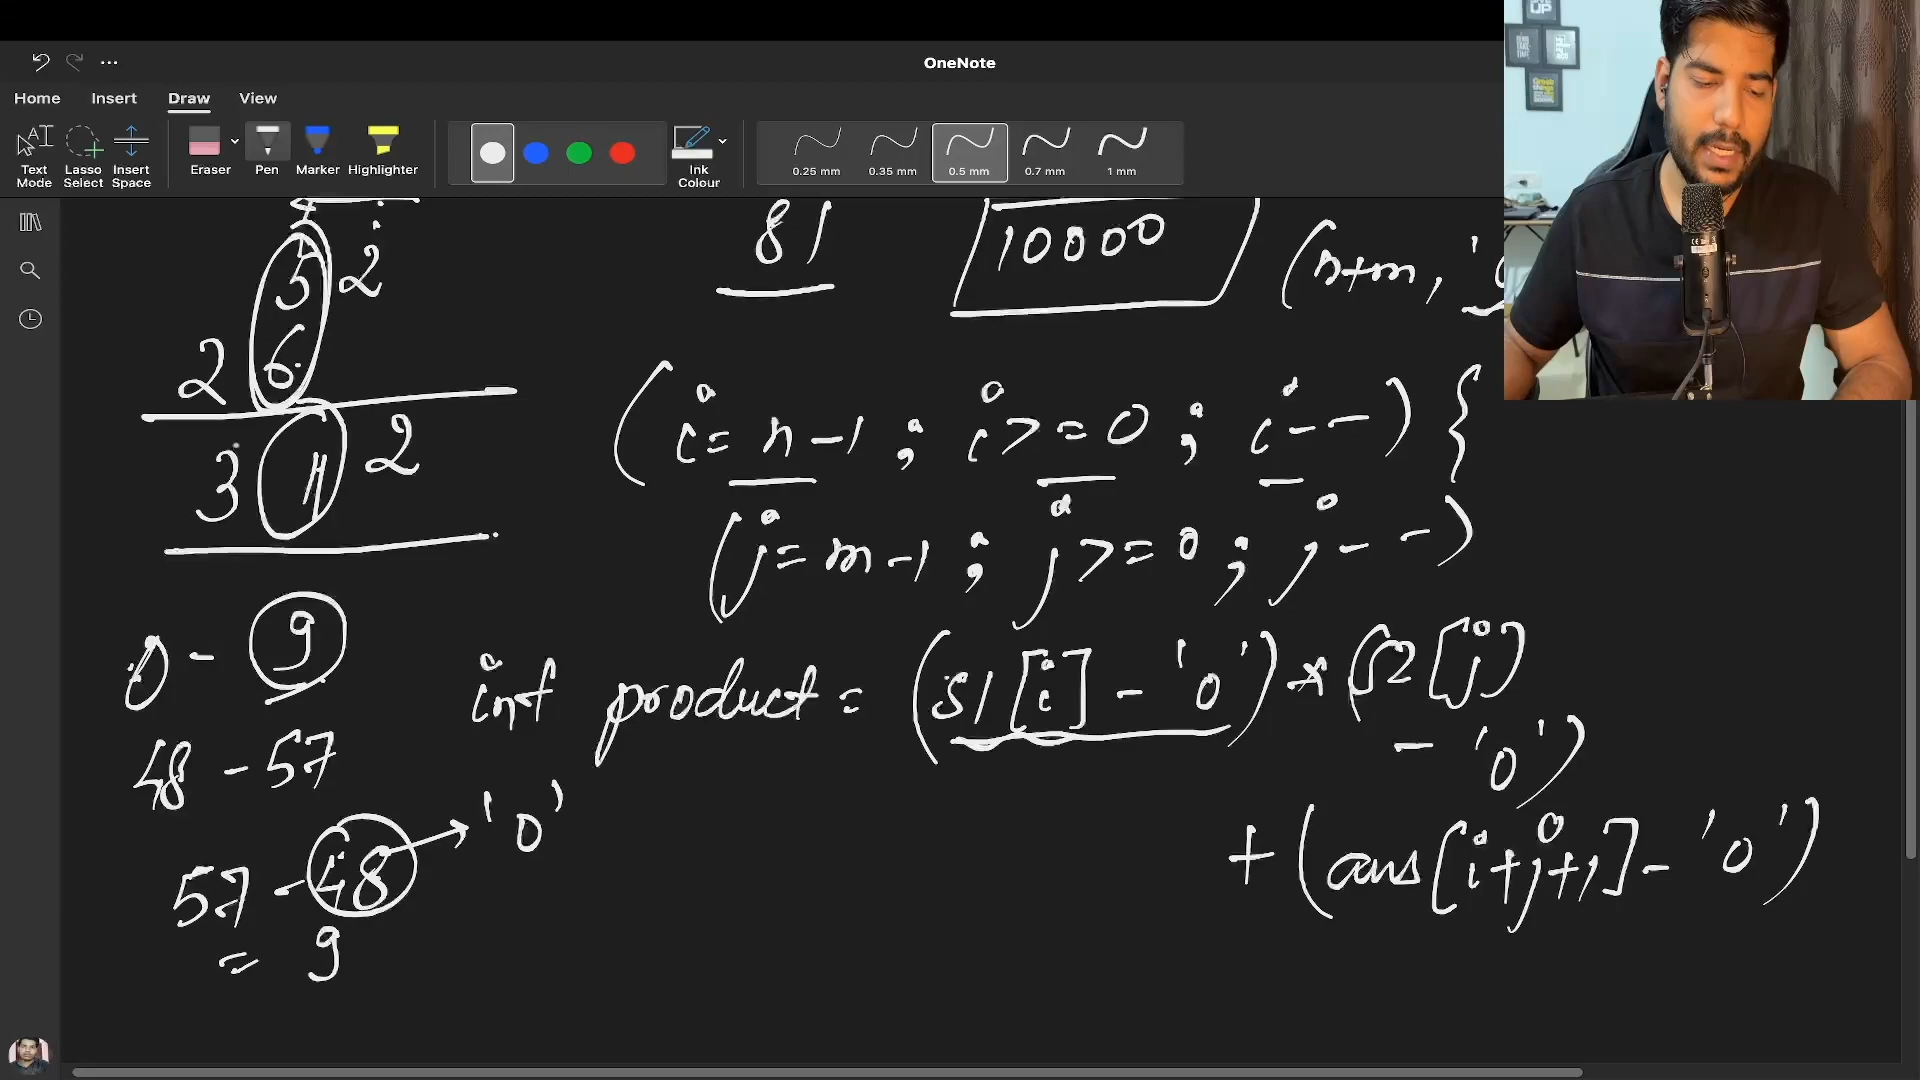 OneNote
Home Insert Draw View
Text Mode Lasso Select Insert Space Eraser Pen Marker Highlighter Ink Colour 0.25 mm 0.35 mm 0.5 mm 0.7 mm 1 mm
81 10000 (n+m, '
5 2
2 6
3 11 2
(i = n-1 ; i >= 0 ; i--) {
(j = m-1 ; j >= 0 ; j--)
0 - 9
int product = (s1[i] - '0') * (s2[j] - '0')
+ (ans[i+j+1] - '0')
48 - 57
57 - 48 → '0'
= 9